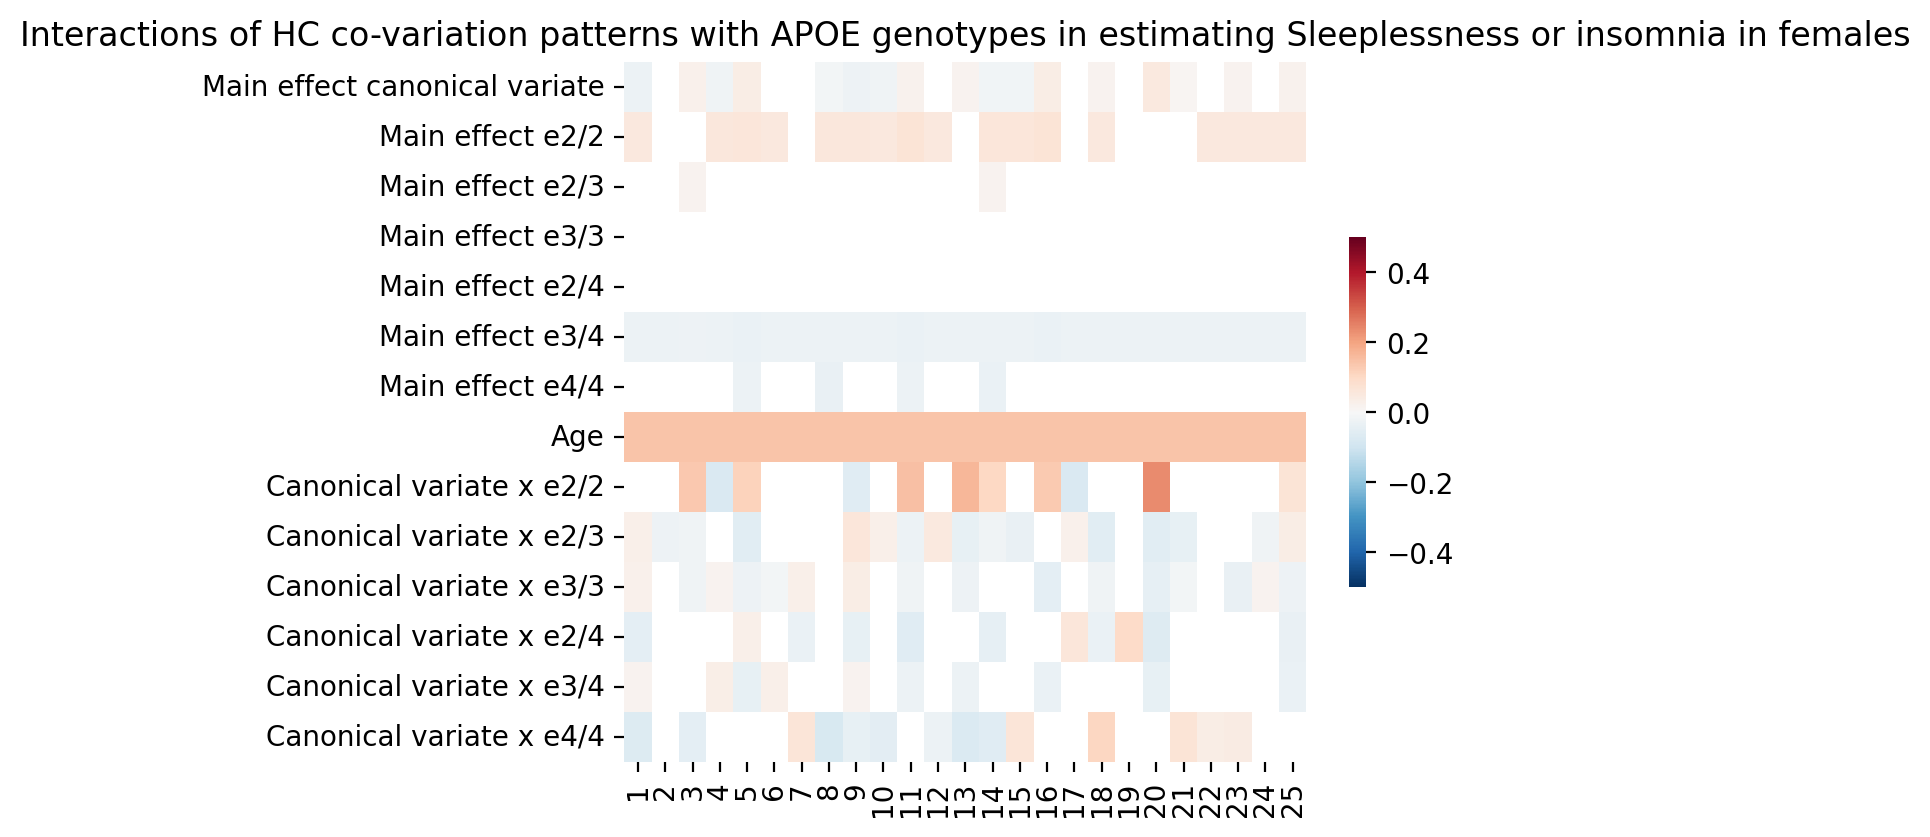 Interactions of HC co-variation patterns with APOE genotypes in estimating Sleeplessness or insomnia in females
Main effect canonical variate
Main effect e2/2
Main effect e2/3
Main effect e3/3
Main effect e2/4
Main effect e3/4
Main effect e4/4
Age
Canonical variate x e2/2
Canonical variate x e2/3
Canonical variate x e3/3
Canonical variate x e2/4
Canonical variate x e3/4
Canonical variate x e4/4
1 2 3 4 5 6 7 8 9 10 11 12 13 14 15 16 17 18 19 20 21 22 23 24 25
0.4
0.2
0.0
−0.2
−0.4